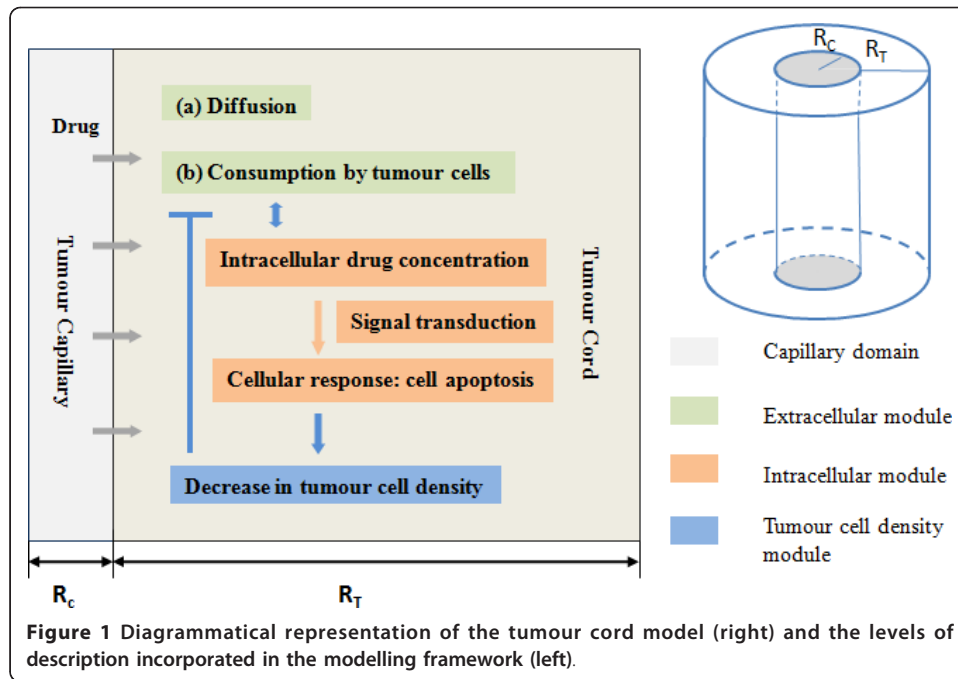 Drug
Tumour Capillary
(a) Diffusion
(b) Consumption by tumour cells
Intracellular drug concentration
Signal transduction
Cellular response: cell apoptosis
Decrease in tumour cell density
Tumour Cord
Rc
RT
RC
RT
Capillary domain
Extracellular module
Intracellular module
Tumour cell density
module
Figure 1 Diagrammatical representation of the tumour cord model (right) and the levels of
description incorporated in the modelling framework (left).